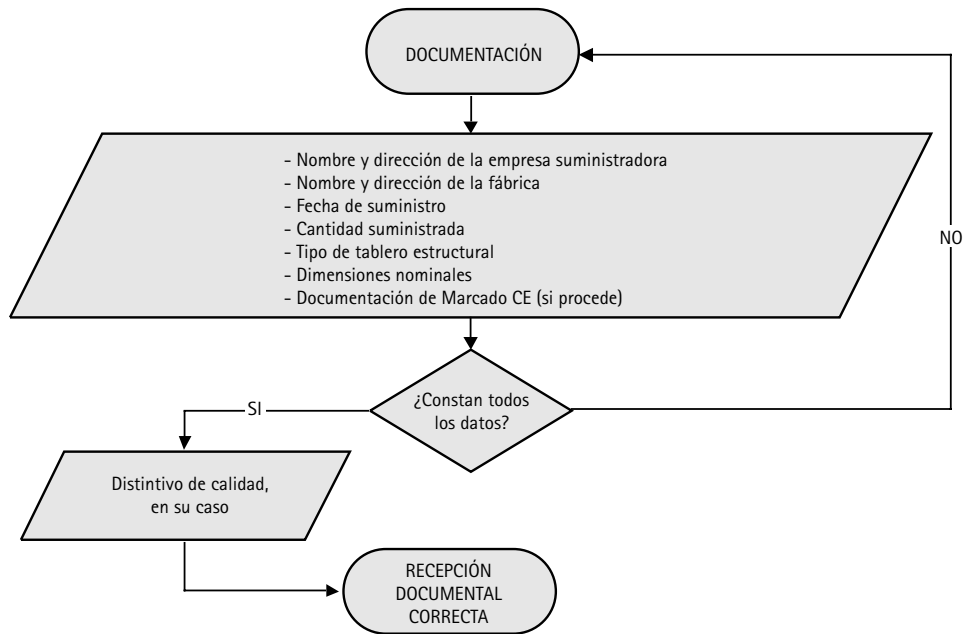 DOCUMENTACIÓN
- Nombre y dirección de la empresa suministradora
- Nombre y dirección de la fábrica
- Fecha de suministro
- Cantidad suministrada
- Tipo de tablero estructural
- Dimensiones nominales
- Documentación de Marcado CE (si procede)
NO
¿Constan todos
los datos?
SI
Distintivo de calidad,
en su caso
RECEPCIÓN
DOCUMENTAL
CORRECTA